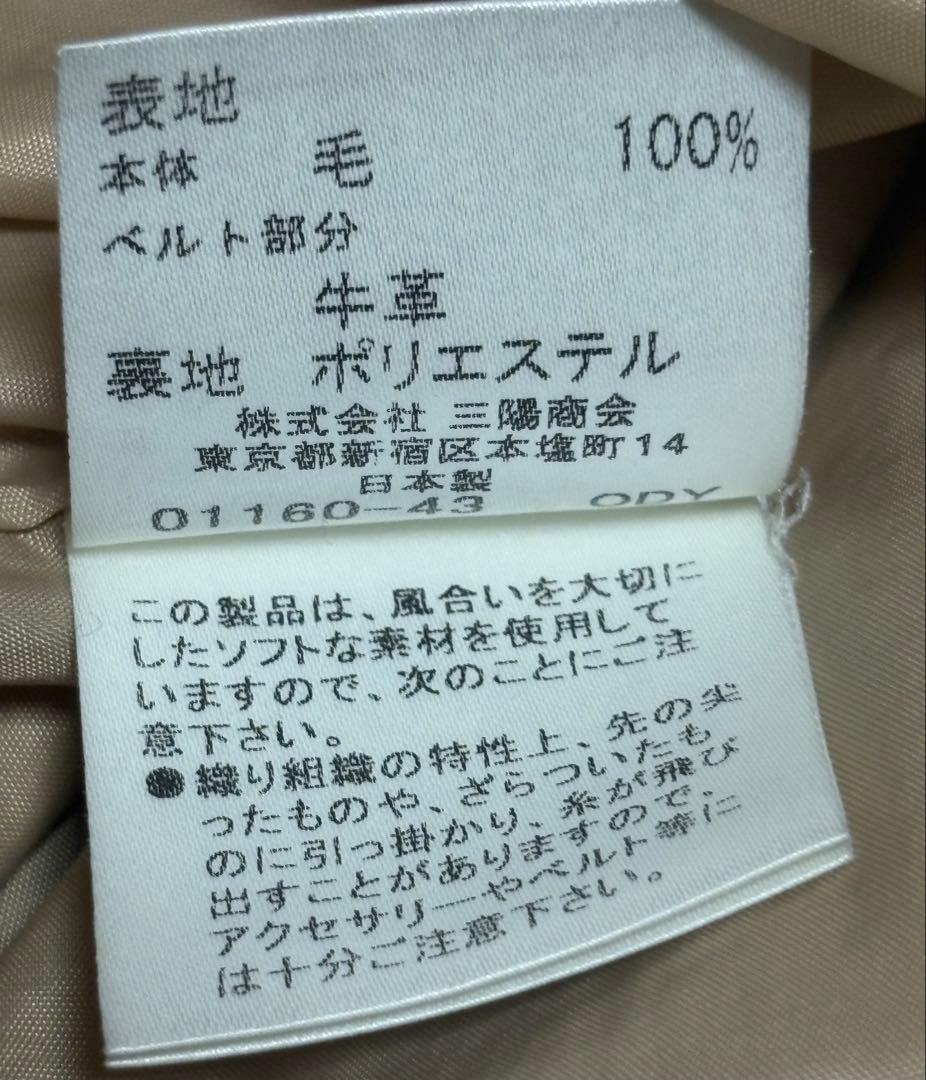 表地
本体 毛 100%
ベルト部分
牛革
裏地 ポリエステル
株式会社 三陽商会
東京都新宿区本塩町14
日本製
01160-43 ODY
この製品は、風合いを大切に
したソフトな素材を使用して
いますので、次のことにご注
意下さい。
●織り組織の特性上、先の尖
ったものや、ざらついたも
のに引っ掛かり、糸が飛び
出すことがありますので、
アクセサリーやベルト等に
は十分ご注意下さい。